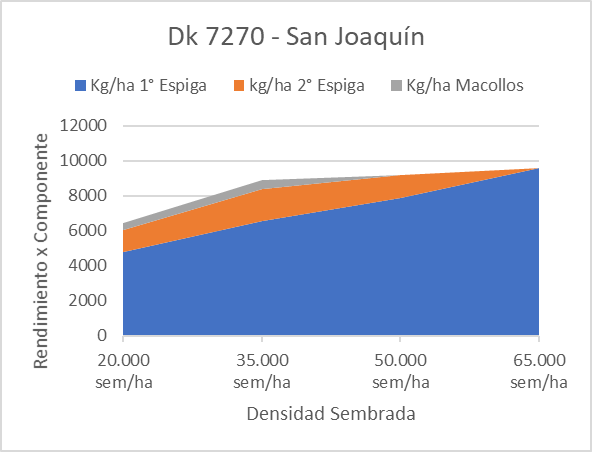 Dk 7270 - San Joaquín
Kg/ha 1° Espiga kg/ha 2° Espiga Kg/ha Macollos
Rendimiento x Componente
12000
10000
8000
6000
4000
2000
0
20.000 35.000 50.000 65.000
sem/ha sem/ha sem/ha sem/ha
Densidad Sembrada